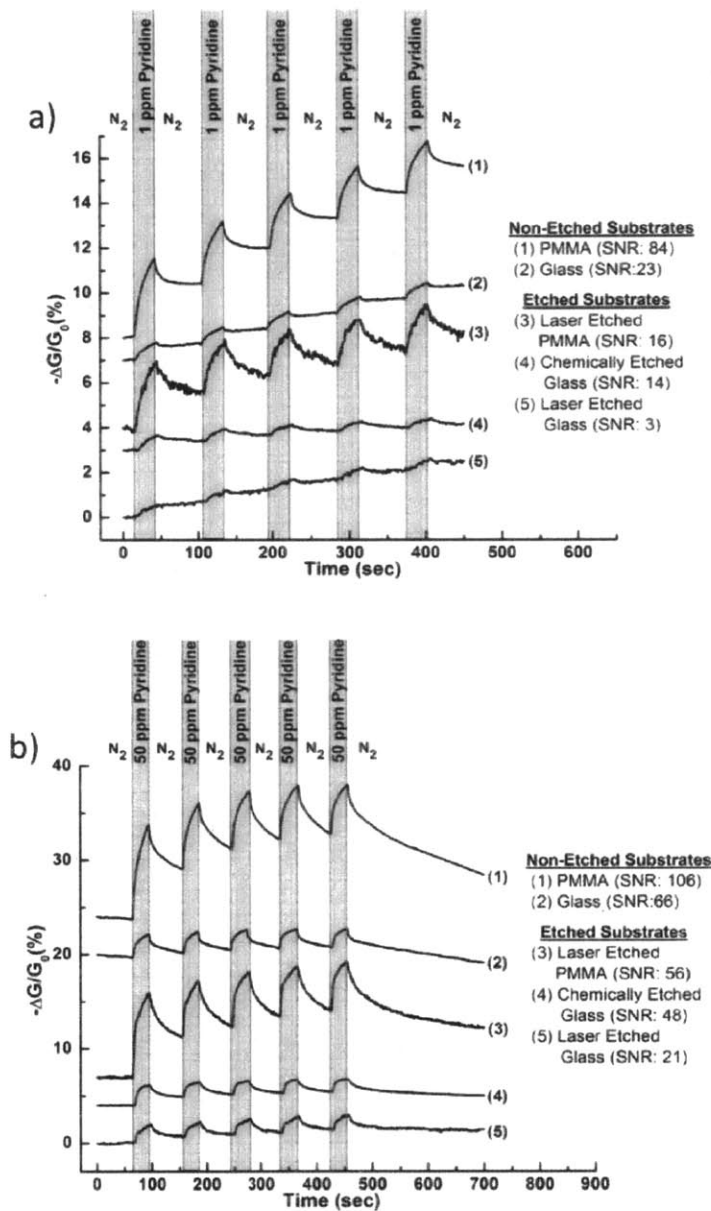 a)
N2
1 ppm Pyridine
N2
1 ppm Pyridine
N2
1 ppm Pyridine
N2
1 ppm Pyridine
N2
1 ppm Pyridine
N2
-ΔG/G0(%)
16
14
12
10
8
6
4
2
0
(1)
(2)
(3)
(4)
(5)
0 100 200 300 400 500 600
Time (sec)
Non-Etched Substrates
(1) PMMA (SNR: 84)
(2) Glass (SNR:23)
Etched Substrates
(3) Laser Etched
PMMA (SNR: 16)
(4) Chemically Etched
Glass (SNR: 14)
(5) Laser Etched
Glass (SNR: 3)
b)
N2
50 ppm Pyridine
N2
50 ppm Pyridine
N2
50 ppm Pyridine
N2
50 ppm Pyridine
N2
50 ppm Pyridine
N2
-ΔG/G0(%)
40
30
20
10
0
(1)
(2)
(3)
(4)
(5)
0 100 200 300 400 500 600 700 800 900
Time (sec)
Non-Etched Substrates
(1) PMMA (SNR: 106)
(2) Glass (SNR:66)
Etched Substrates
(3) Laser Etched
PMMA (SNR: 56)
(4) Chemically Etched
Glass (SNR: 48)
(5) Laser Etched
Glass (SNR: 21)